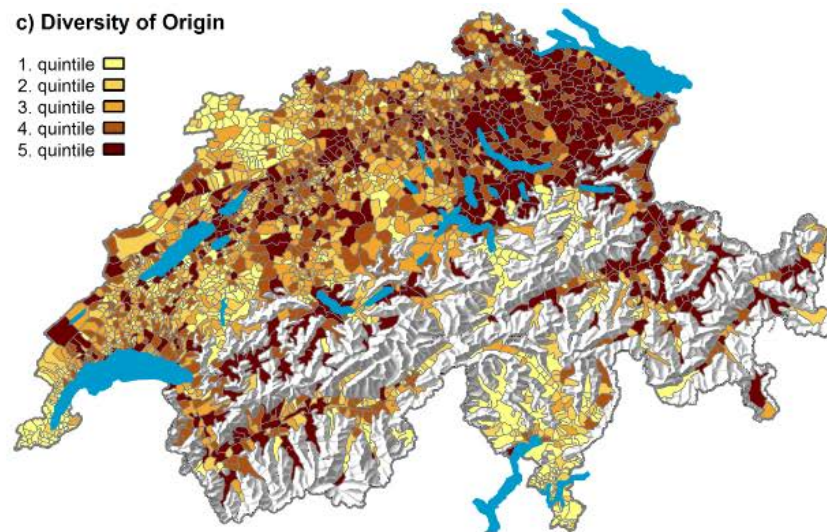 c) Diversity of Origin
1. quintile
2. quintile
3. quintile
4. quintile
5. quintile